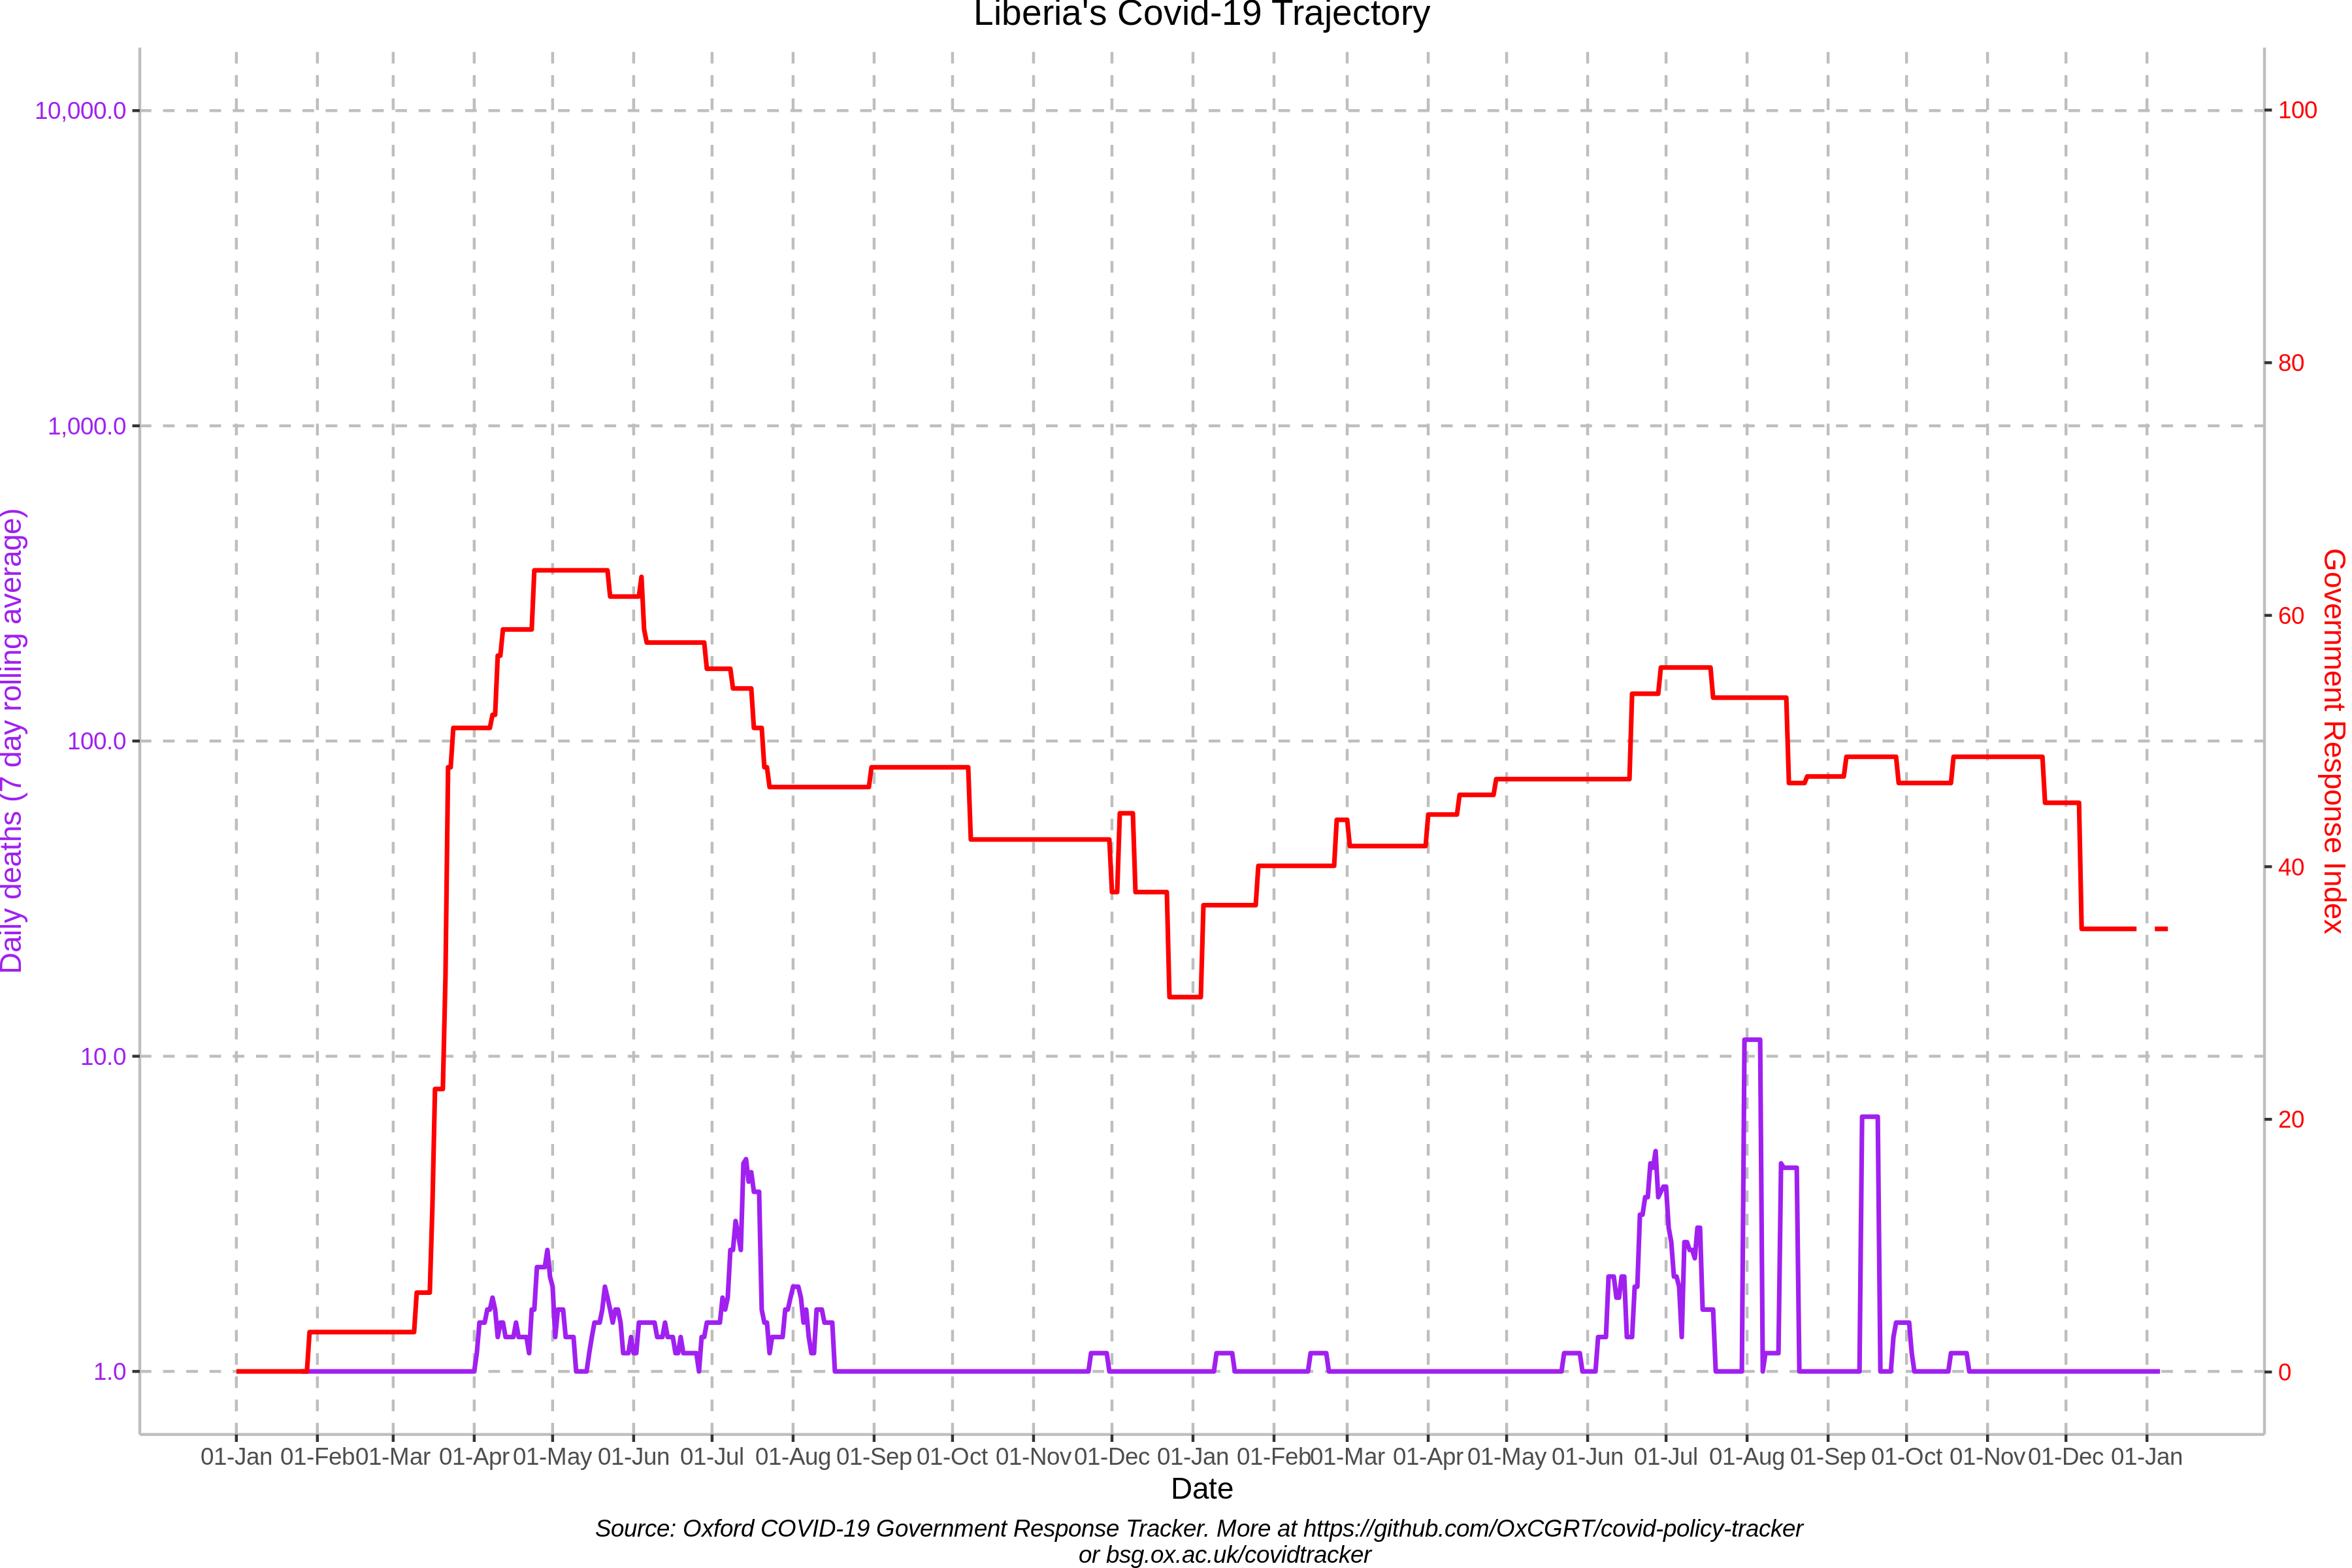 Liberia's Covid-19 Trajectory
10,000.0
1,000.0
100.0
10.0
1.0
Daily deaths (7 day rolling average)
100
80
60
40
20
0
Government Response Index
01-Jan 01-Feb 01-Mar 01-Apr 01-May 01-Jun 01-Jul 01-Aug 01-Sep 01-Oct 01-Nov 01-Dec 01-Jan 01-Feb 01-Mar 01-Apr 01-May 01-Jun 01-Jul 01-Aug 01-Sep 01-Oct 01-Nov 01-Dec 01-Jan
Date
Source: Oxford COVID-19 Government Response Tracker. More at https://github.com/OxCGRT/covid-policy-tracker
or bsg.ox.ac.uk/covidtracker